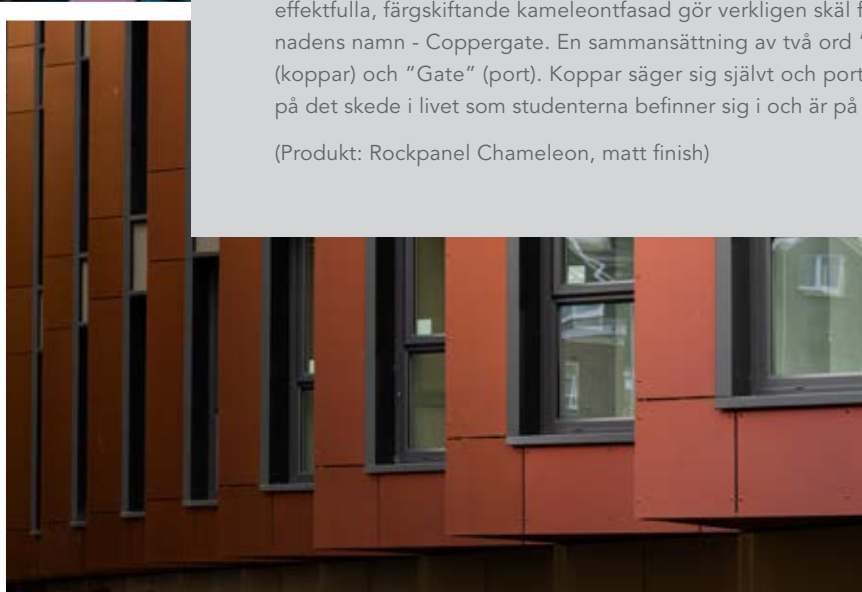 effektfulla, färgskiftande kameleontfasad gör verkligen skäl f
nadens namn - Coppergate. En sammansättning av två ord "
(koppar) och "Gate" (port). Koppar säger sig självt och port
på det skede i livet som studenterna befinner sig i och är på
(Produkt: Rockpanel Chameleon, matt finish)